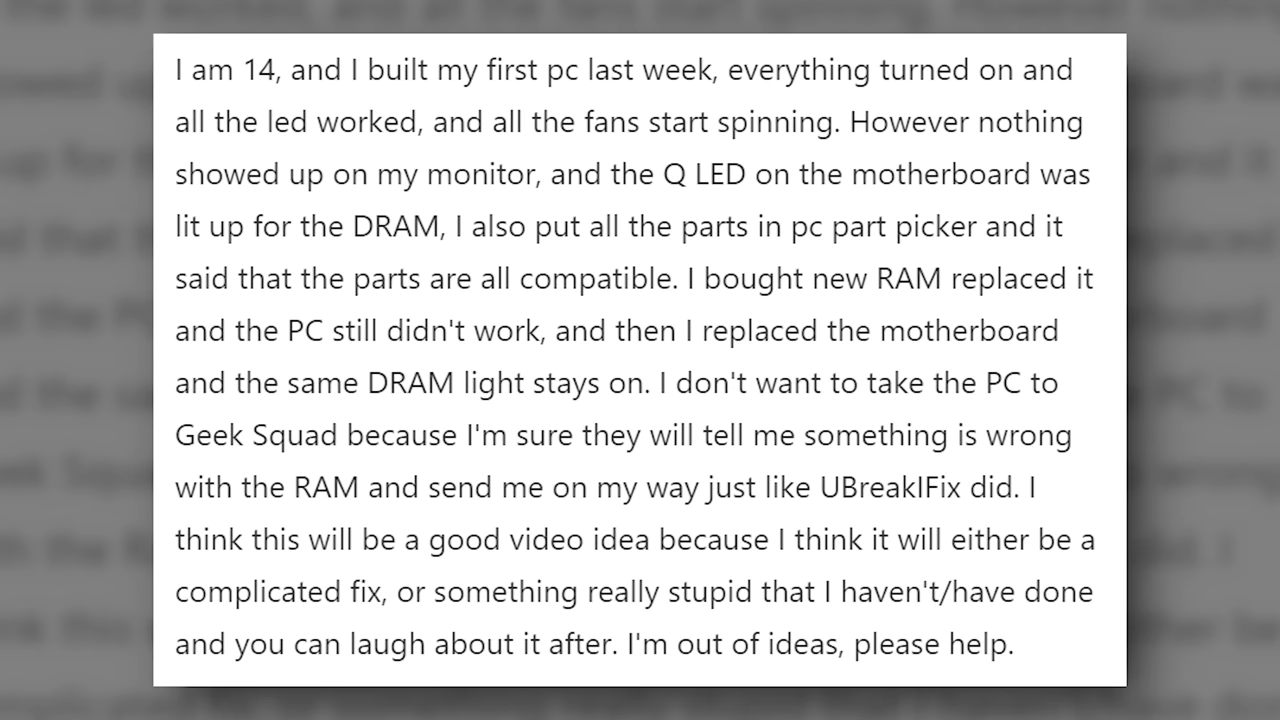 I am 14, and I built my first pc last week, everything turned on and
all the led worked, and all the fans start spinning. However nothing
showed up on my monitor, and the Q LED on the motherboard was
lit up for the DRAM, I also put all the parts in pc part picker and it
said that the parts are all compatible. I bought new RAM replaced it
and the PC still didn't work, and then I replaced the motherboard
and the same DRAM light stays on. I don't want to take the PC to
Geek Squad because I'm sure they will tell me something is wrong
with the RAM and send me on my way just like UBreakIFix did. I
think this will be a good video idea because I think it will either be a
complicated fix, or something really stupid that I haven't/have done
and you can laugh about it after. I'm out of ideas, please help.